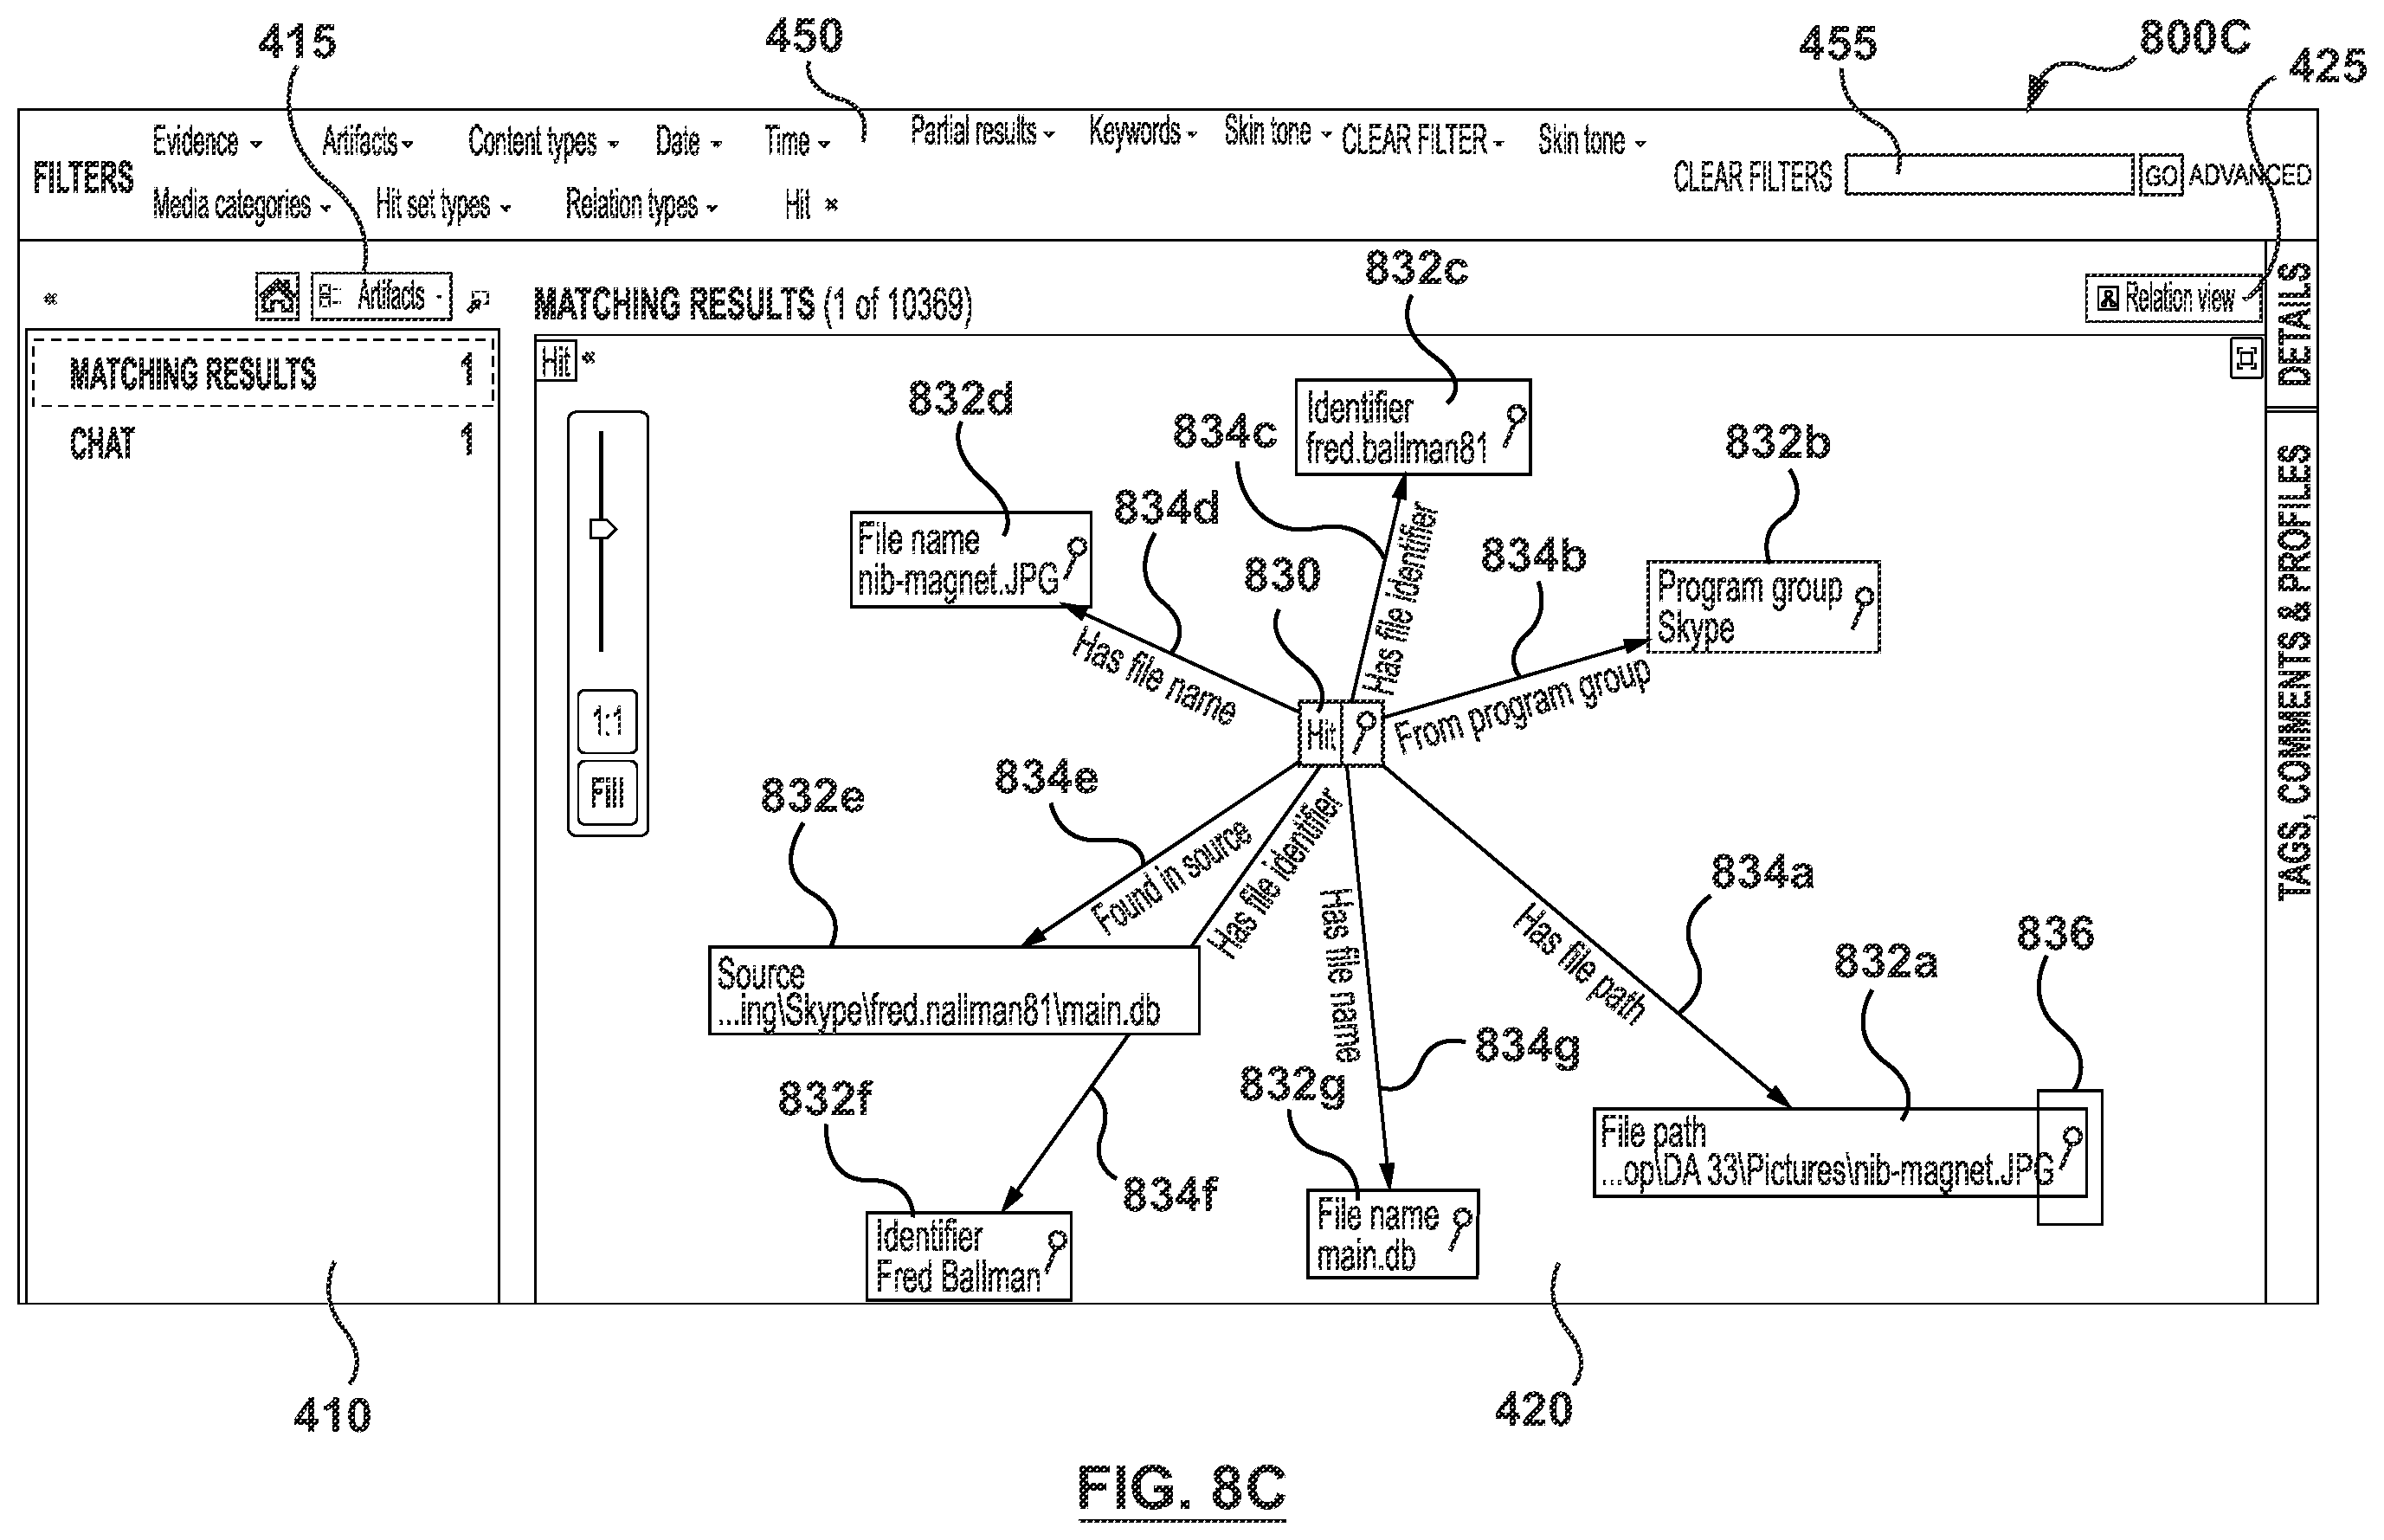 415
450
455
800C
425
FILTERS
Evidence
Artifacts
Content types
Date
Time
Partial results
Keywords
Skin tone
CLEAR FILTER
Skin tone
Media categories
Hit set types
Relation types
Hit ×
CLEAR FILTERS
GO
ADVANCED
«
Artifacts
MATCHING RESULTS (1 of 10369)
Relation view
MATCHING RESULTS 1
CHAT 1
Hit «
1:1
Fill
DETAILS
TAGS, COMMENTS & PROFILES
832c
Identifier
fred.ballman81
832d
834c
834d
File name
nib-magnet.JPG
830
834b
832b
Program group
Skype
Has file identifier
Has file name
From program group
Hit
832e
834e
Found in source
Has file identifier
Has file name
Has file path
834a
832a
836
Source
...ing\Skype\fred.nallman81\main.db
834g
832f
832g
834f
File path
...op\DA 33\Pictures\nib-magnet.JPG
Identifier
Fred Ballman
File name
main.db
410
420
FIG. 8C